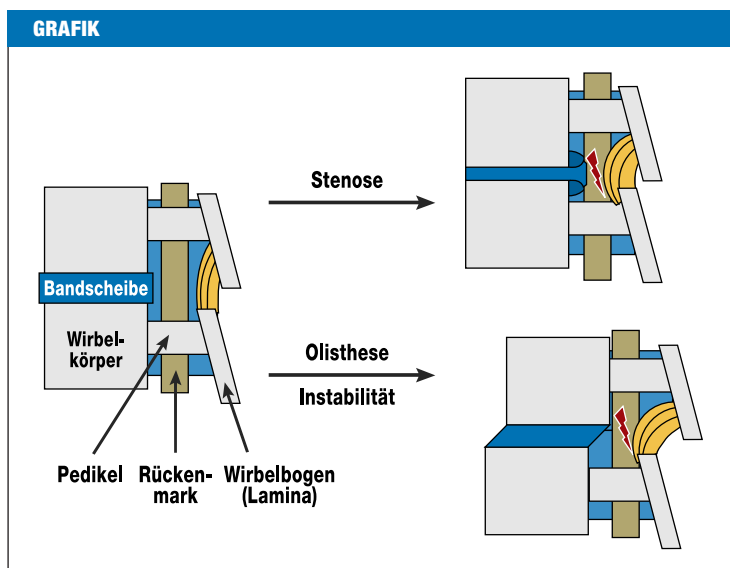 GRAFIK
Stenose
Bandscheibe
Wirbel-
körper
Olisthese
Instabilität
Pedikel
Rücken-
mark
Wirbelbogen
(Lamina)